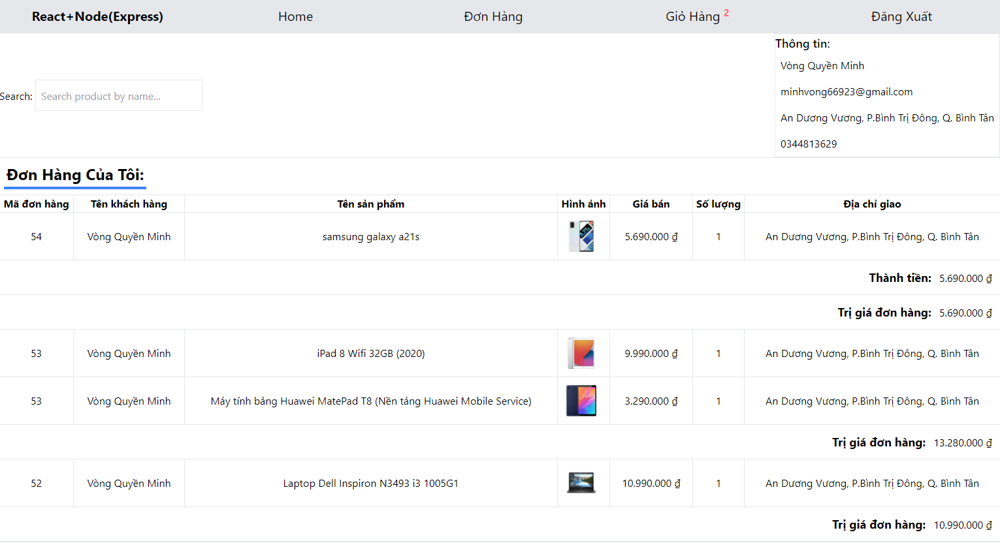 React+Node(Express) Home Đơn Hàng Giỏ Hàng 2 Đăng Xuất
Thông tin:
Vòng Quyền Minh
minhvong66923@gmail.com
An Dương Vương, P.Bình Trị Đông, Q. Bình Tân
0344813629
Search: Search product by name...
Đơn Hàng Của Tôi:
Mã đơn hàng Tên khách hàng Tên sản phẩm Hình ảnh Giá bán Số lượng Địa chỉ giao
54 Vòng Quyền Minh samsung galaxy a21s 5.690.000 ₫ 1 An Dương Vương, P.Bình Trị Đông, Q. Bình Tân
Thành tiền: 5.690.000 ₫
Trị giá đơn hàng: 5.690.000 ₫
53 Vòng Quyền Minh iPad 8 Wifi 32GB (2020) 9.990.000 ₫ 1 An Dương Vương, P.Bình Trị Đông, Q. Bình Tân
53 Vòng Quyền Minh Máy tính bảng Huawei MatePad T8 (Nền tảng Huawei Mobile Service) 3.290.000 ₫ 1 An Dương Vương, P.Bình Trị Đông, Q. Bình Tân
Trị giá đơn hàng: 13.280.000 ₫
52 Vòng Quyền Minh Laptop Dell Inspiron N3493 i3 1005G1 10.990.000 ₫ 1 An Dương Vương, P.Bình Trị Đông, Q. Bình Tân
Trị giá đơn hàng: 10.990.000 ₫